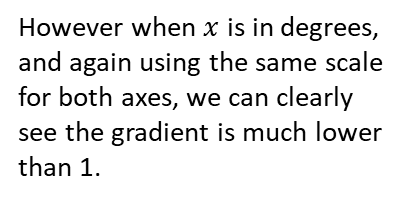 However when x is in degrees,
and again using the same scale
for both axes, we can clearly
see the gradient is much lower
than 1.